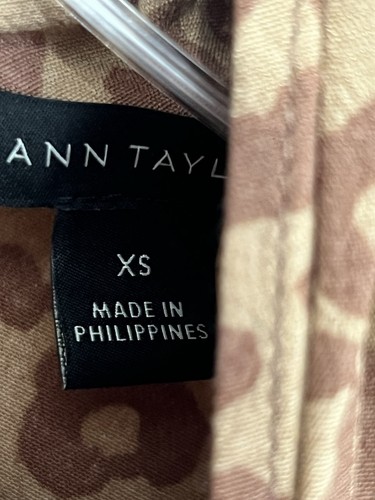 ANN TAYL
XS
MADE IN
PHILIPPINES